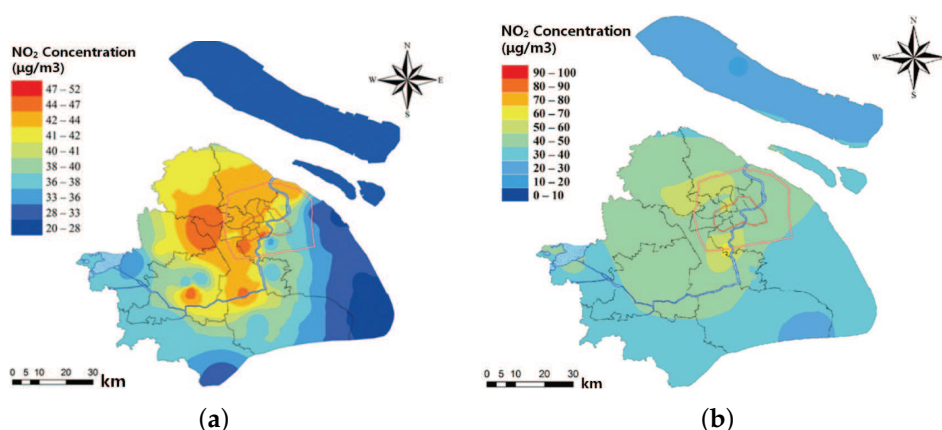 NO₂ Concentration
(μg/m3)
47 – 52
44 – 47
42 – 44
41 – 42
40 – 41
38 – 40
36 – 38
33 – 36
28 – 33
20 – 28
N
W E
S
0 5 10 20 30 km
(a)
NO₂ Concentration
(μg/m3)
90 – 100
80 – 90
70 – 80
60 – 70
50 – 60
40 – 50
30 – 40
20 – 30
10 – 20
0 – 10
N
W E
S
0 5 10 20 30 km
(b)